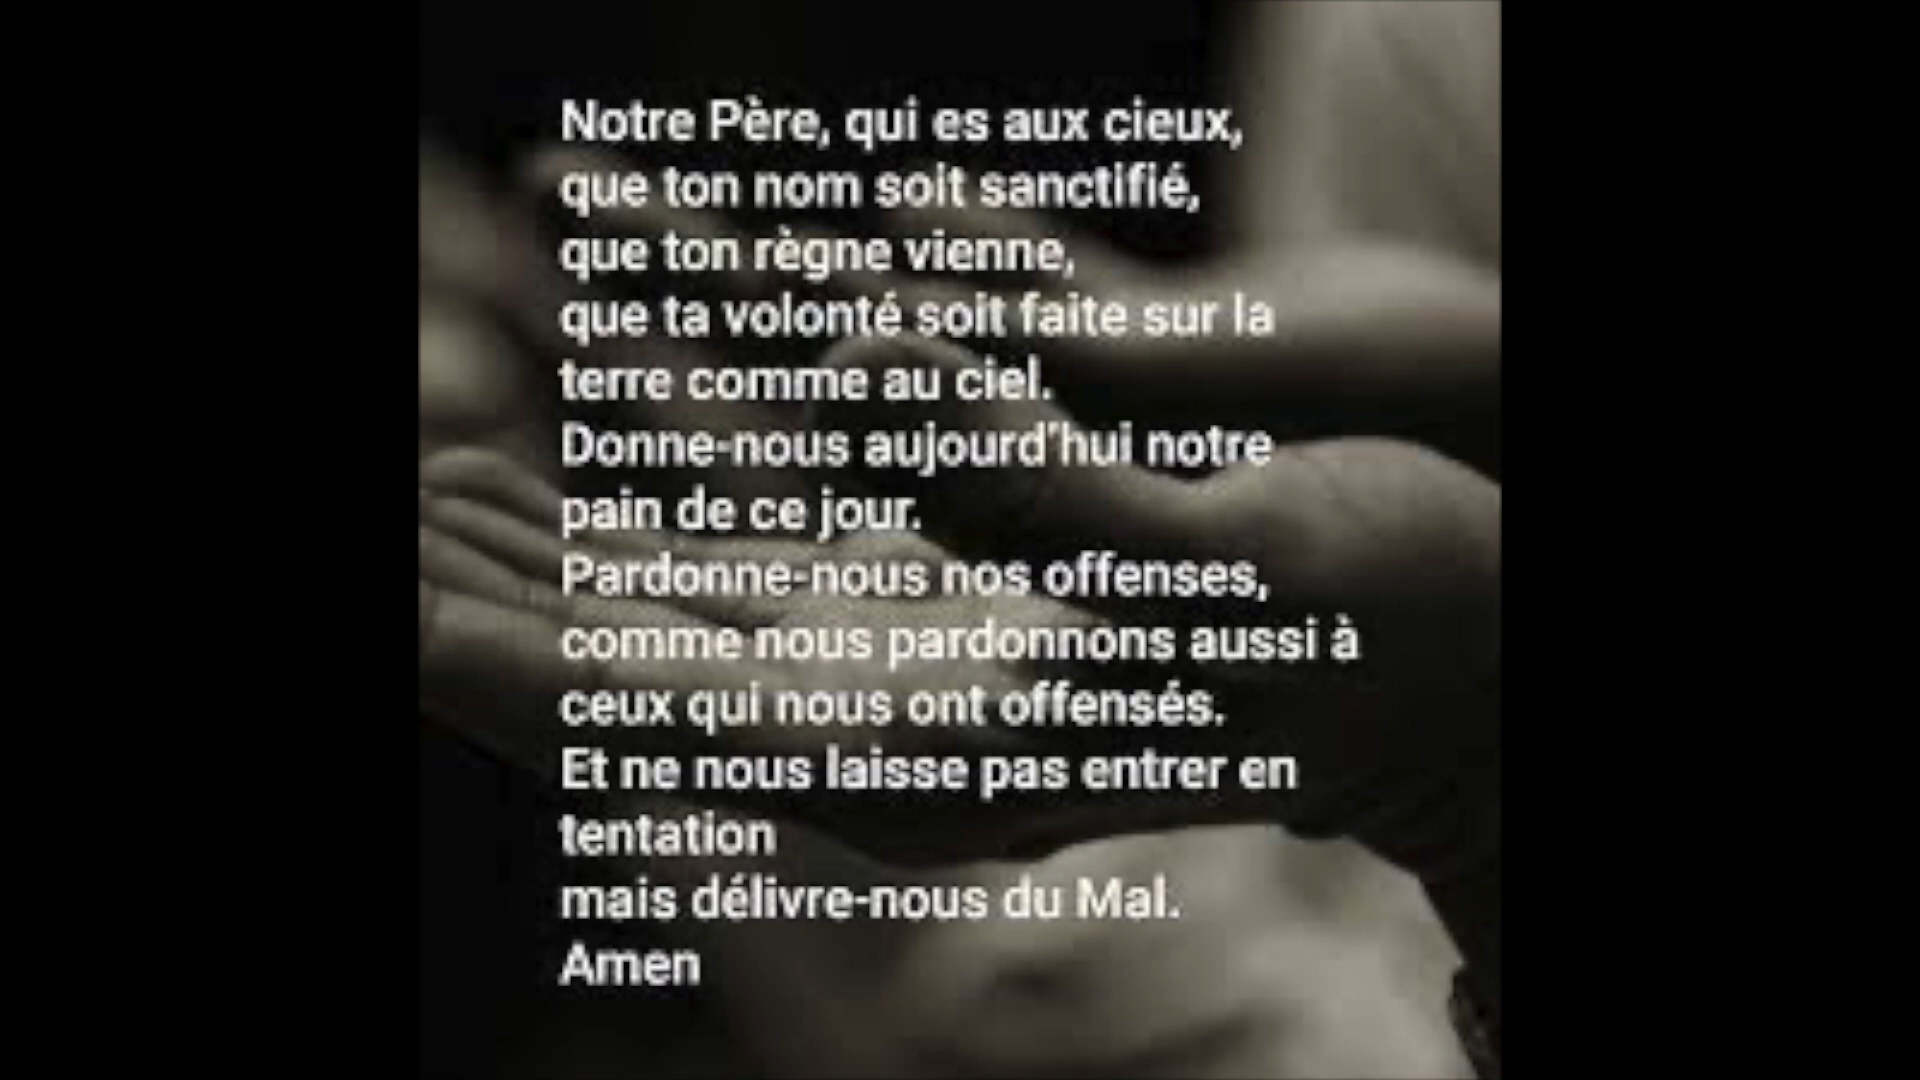 Notre Père, qui es aux cieux,
que ton nom soit sanctifié,
que ton règne vienne,
que ta volonté soit faite sur la
terre comme au ciel.
Donne-nous aujourd'hui notre
pain de ce jour.
Pardonne-nous nos offenses,
comme nous pardonnons aussi à
ceux qui nous ont offensés.
Et ne nous laisse pas entrer en
tentation
mais délivre-nous du Mal.
Amen